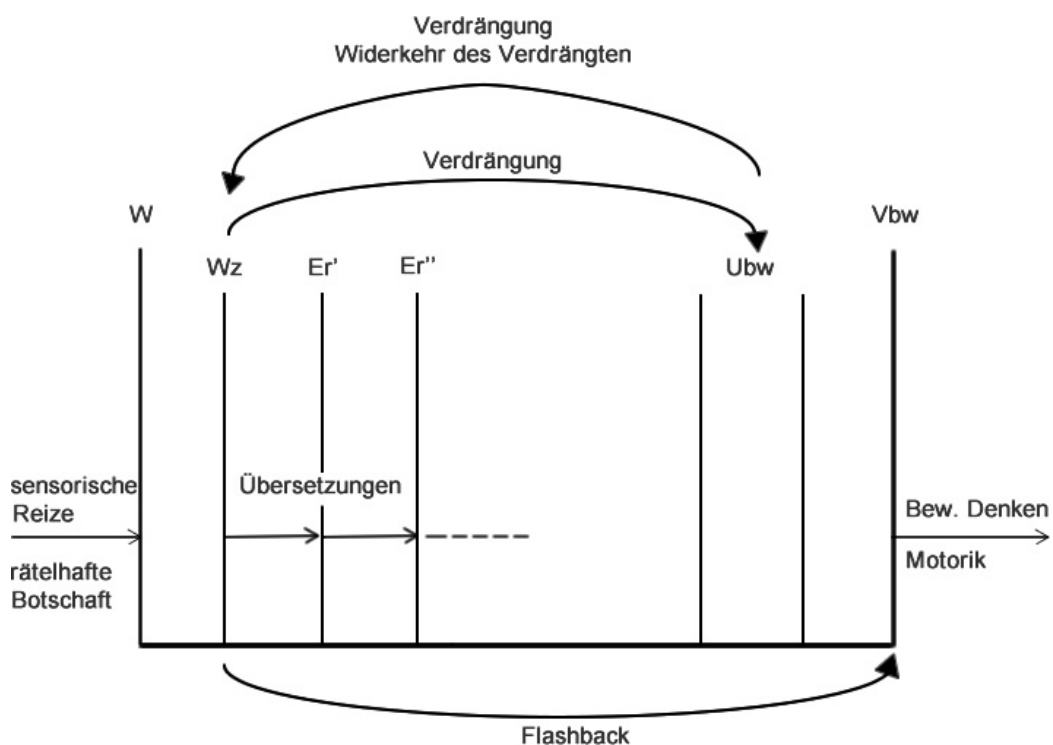 Verdrängung
Widerkehr des Verdrängten
Verdrängung
W
Vbw
Wz
Er'
Er''
Ubw
sensorische
Reize
Übersetzungen
Bew. Denken
rätelhafte
Botschaft
Motorik
Flashback